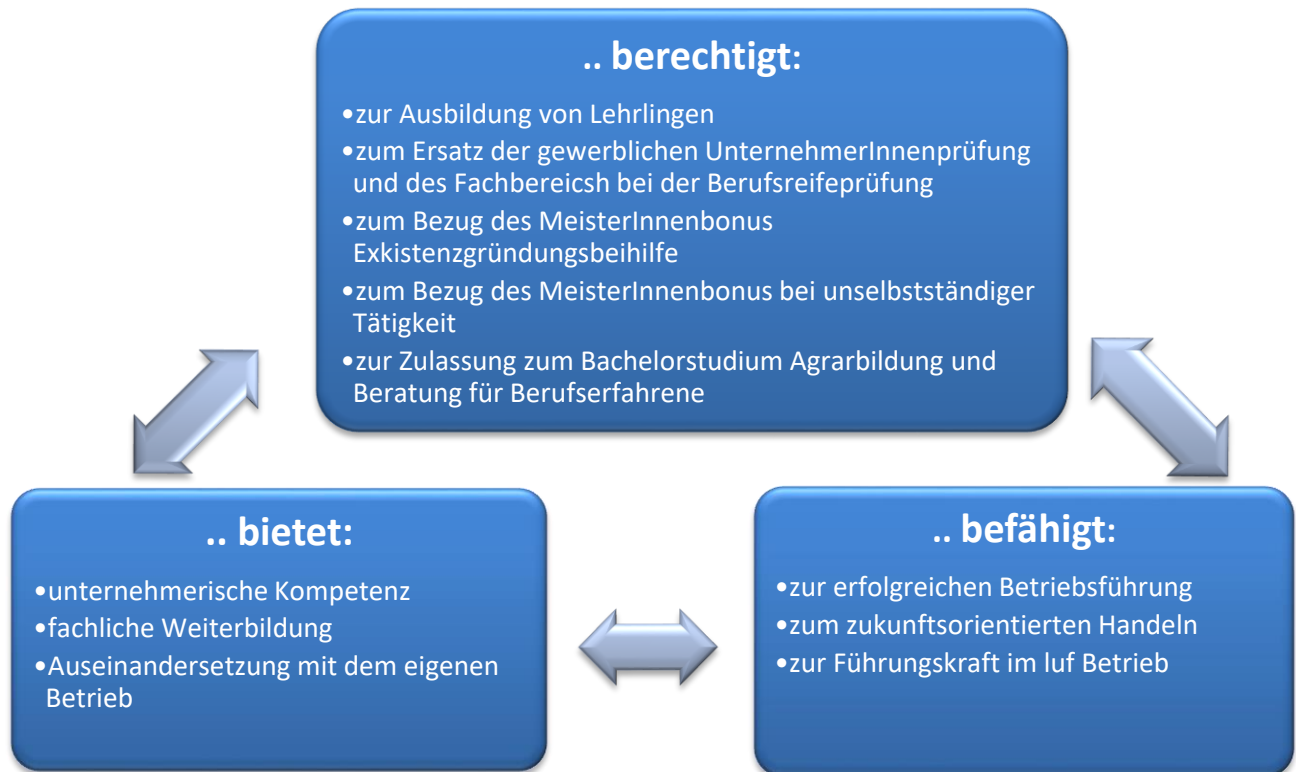 .. berechtigt:
•zur Ausbildung von Lehrlingen
•zum Ersatz der gewerblichen UnternehmerInnenprüfung
und des Fachbereicsh bei der Berufsreifeprüfung
•zum Bezug des MeisterInnenbonus
Exkistenzgründungsbeihilfe
•zum Bezug des MeisterInnenbonus bei unselbstständiger
Tätigkeit
•zur Zulassung zum Bachelorstudium Agrarbildung und
Beratung für Berufserfahrene
.. bietet:
•unternehmerische Kompetenz
•fachliche Weiterbildung
•Auseinandersetzung mit dem eigenen
Betrieb
.. befähigt:
•zur erfolgreichen Betriebsführung
•zum zukunftsorientierten Handeln
•zur Führungskraft im luf Betrieb